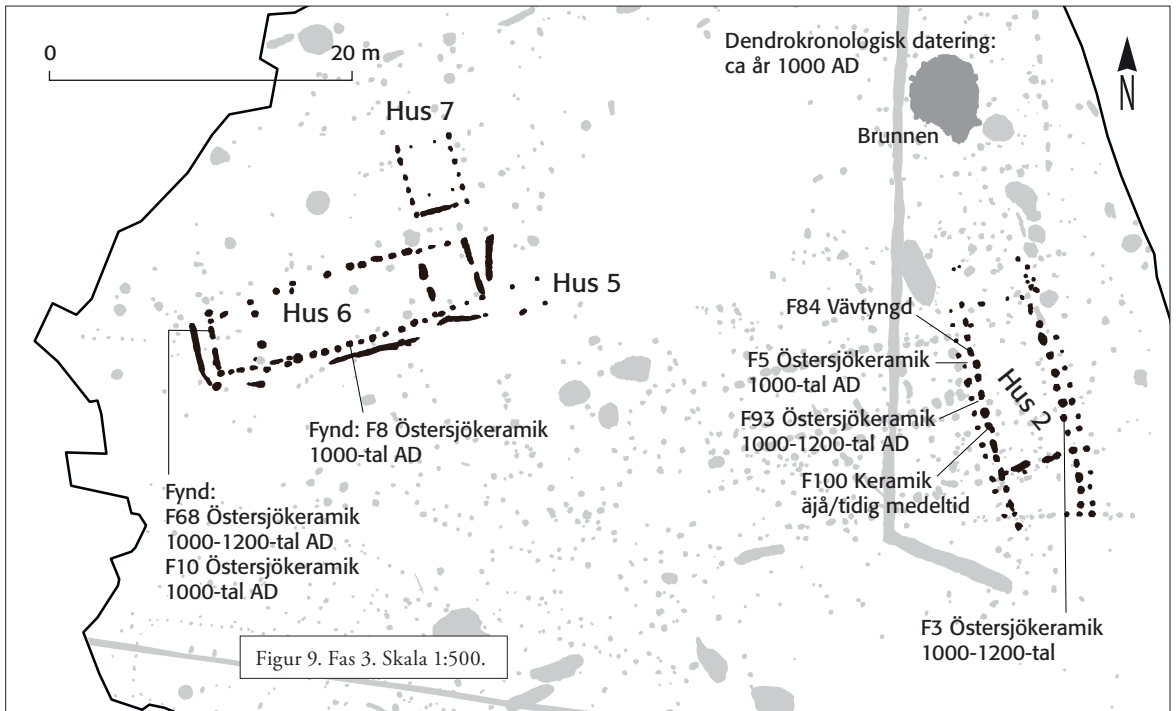 0 20 m
Dendrokronologisk datering:
ca år 1000 AD
N
Brunnen
Hus 7
Hus 5
Hus 6
Fynd: F8 Östersjökeramik
1000-tal AD
Fynd:
F68 Östersjökeramik
1000-1200-tal AD
F10 Östersjökeramik
1000-tal AD
F84 Vävtyngd
F5 Östersjökeramik
1000-tal AD
F93 Östersjökeramik
1000-1200-tal AD
F100 Keramik
äjå/tidig medeltid
Hus 2
F3 Östersjökeramik
1000-1200-tal
Figur 9. Fas 3. Skala 1:500.